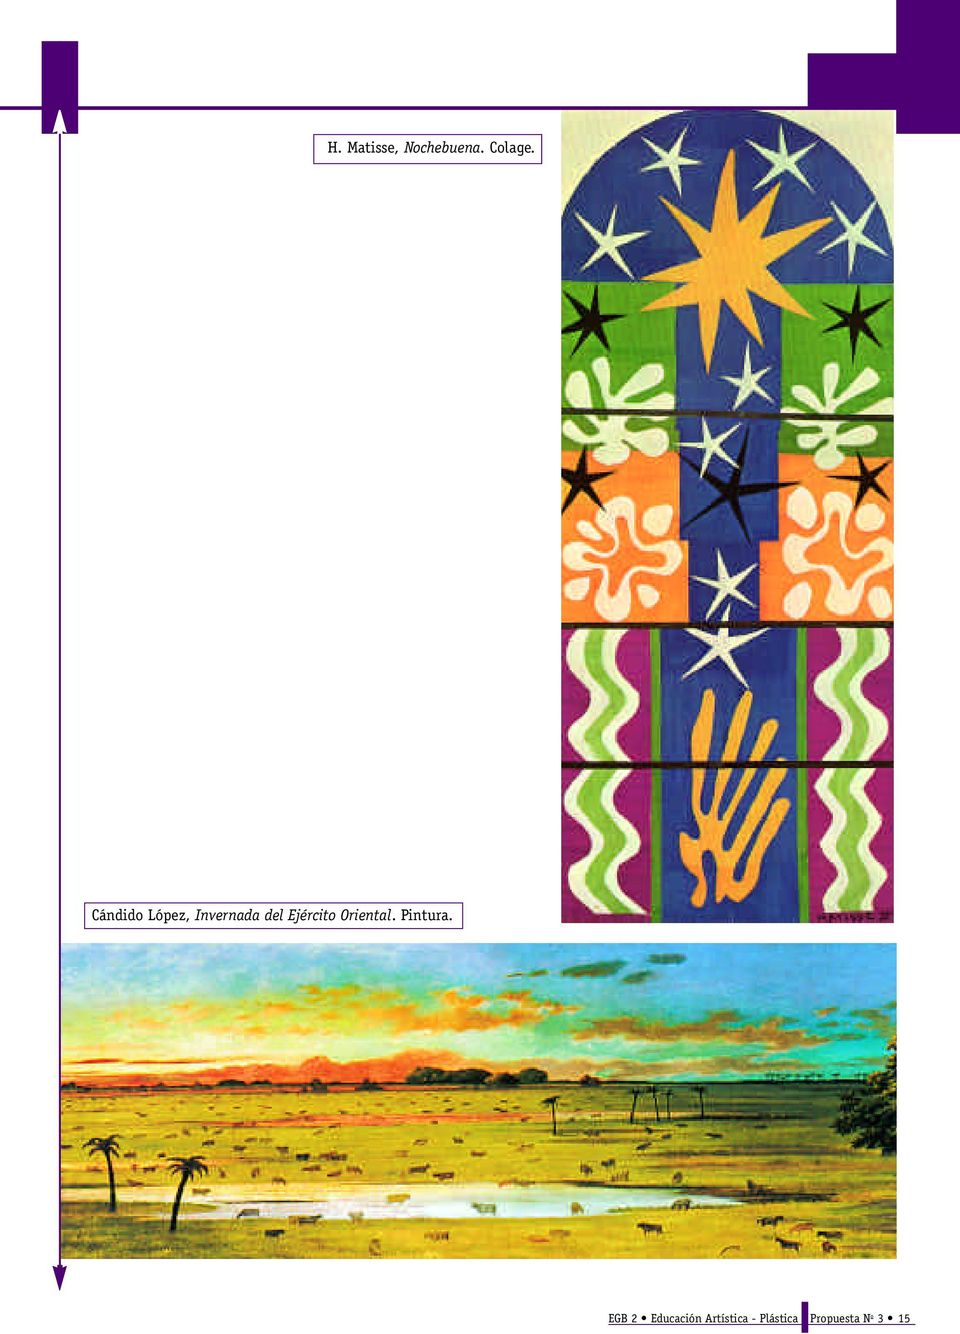 H. Matisse, Nochebuena. Colage.
Cándido López, Invernada del Ejército Oriental. Pintura.
EGB 2 • Educación Artística - Plástica Propuesta Nº 3 • 15